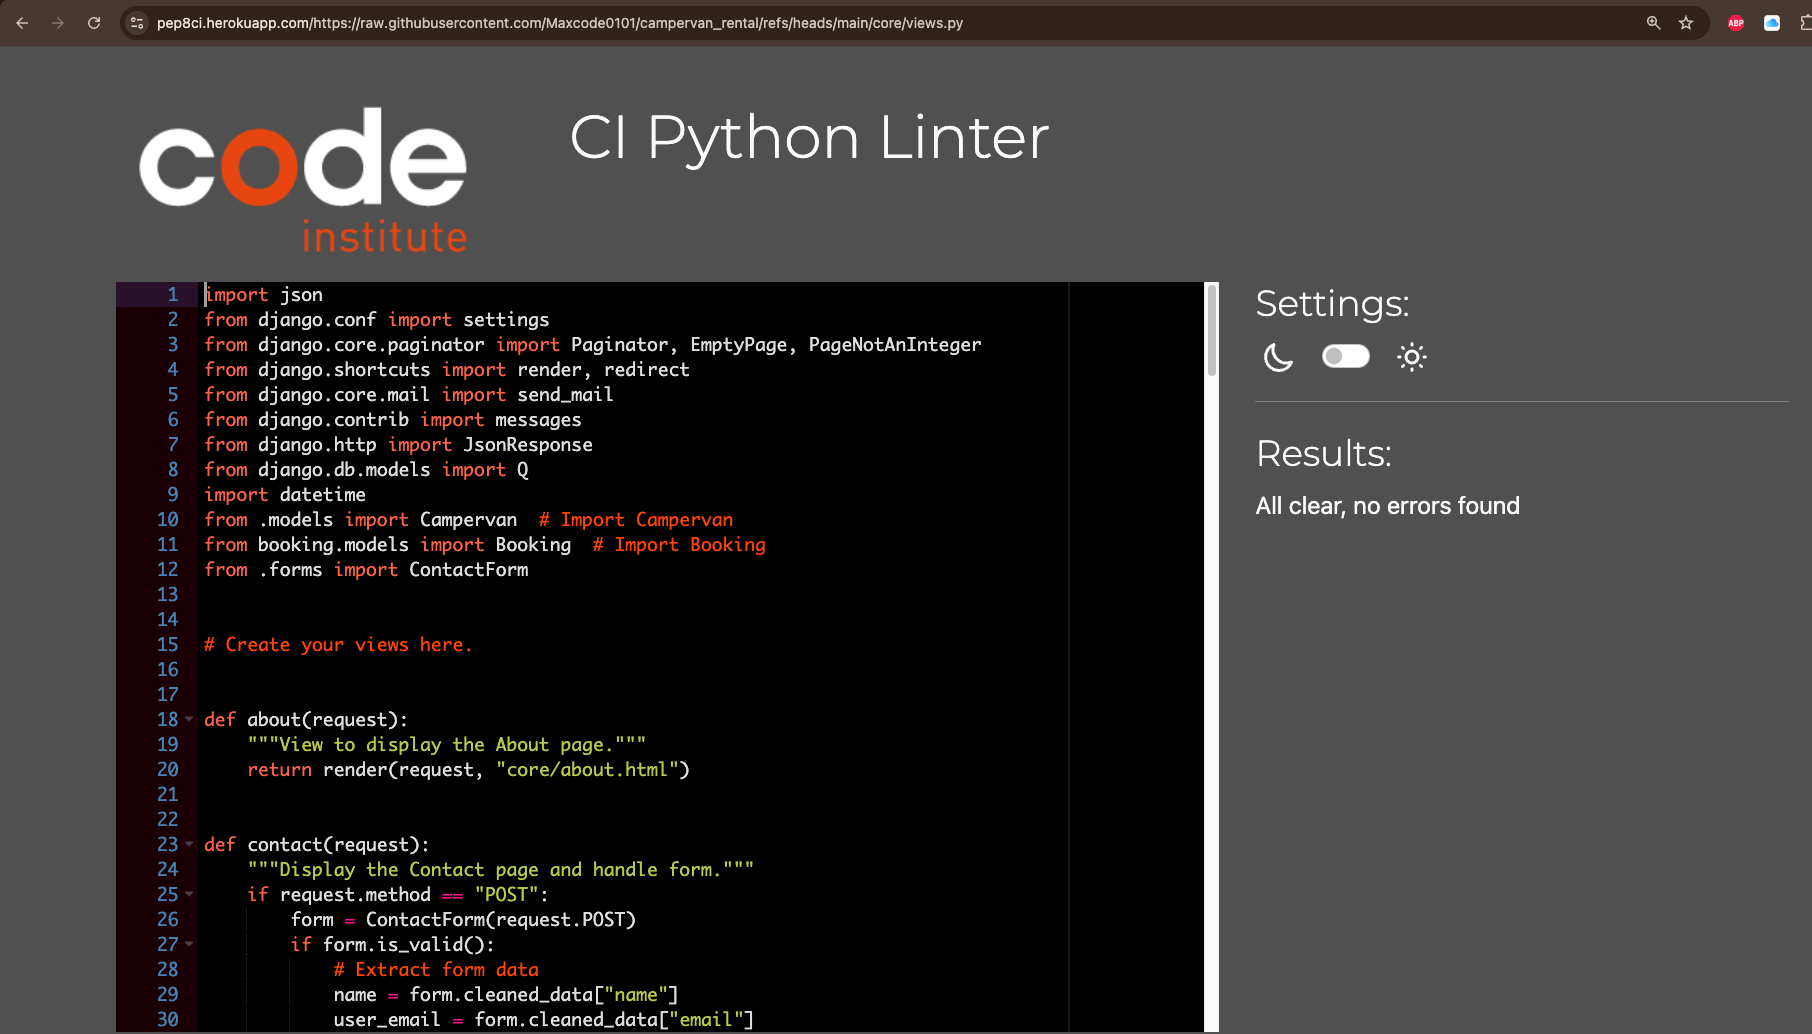 pep8ci.herokuapp.com/https://raw.githubusercontent.com/Maxcode0101/campervan_rental/refs/heads/main/core/views.py
ABP
code
institute
CI Python Linter
1 import json
2 from django.conf import settings
3 from django.core.paginator import Paginator, EmptyPage, PageNotAnInteger
4 from django.shortcuts import render, redirect
5 from django.core.mail import send_mail
6 from django.contrib import messages
7 from django.http import JsonResponse
8 from django.db.models import Q
9 import datetime
10 from .models import Campervan  # Import Campervan
11 from booking.models import Booking  # Import Booking
12 from .forms import ContactForm
13
14
15 # Create your views here.
16
17
18 def about(request):
19     """View to display the About page."""
20     return render(request, "core/about.html")
21
22
23 def contact(request):
24     """Display the Contact page and handle form."""
25     if request.method == "POST":
26         form = ContactForm(request.POST)
27         if form.is_valid():
28             # Extract form data
29             name = form.cleaned_data["name"]
30             user_email = form.cleaned_data["email"]
Settings:
Results:
All clear, no errors found